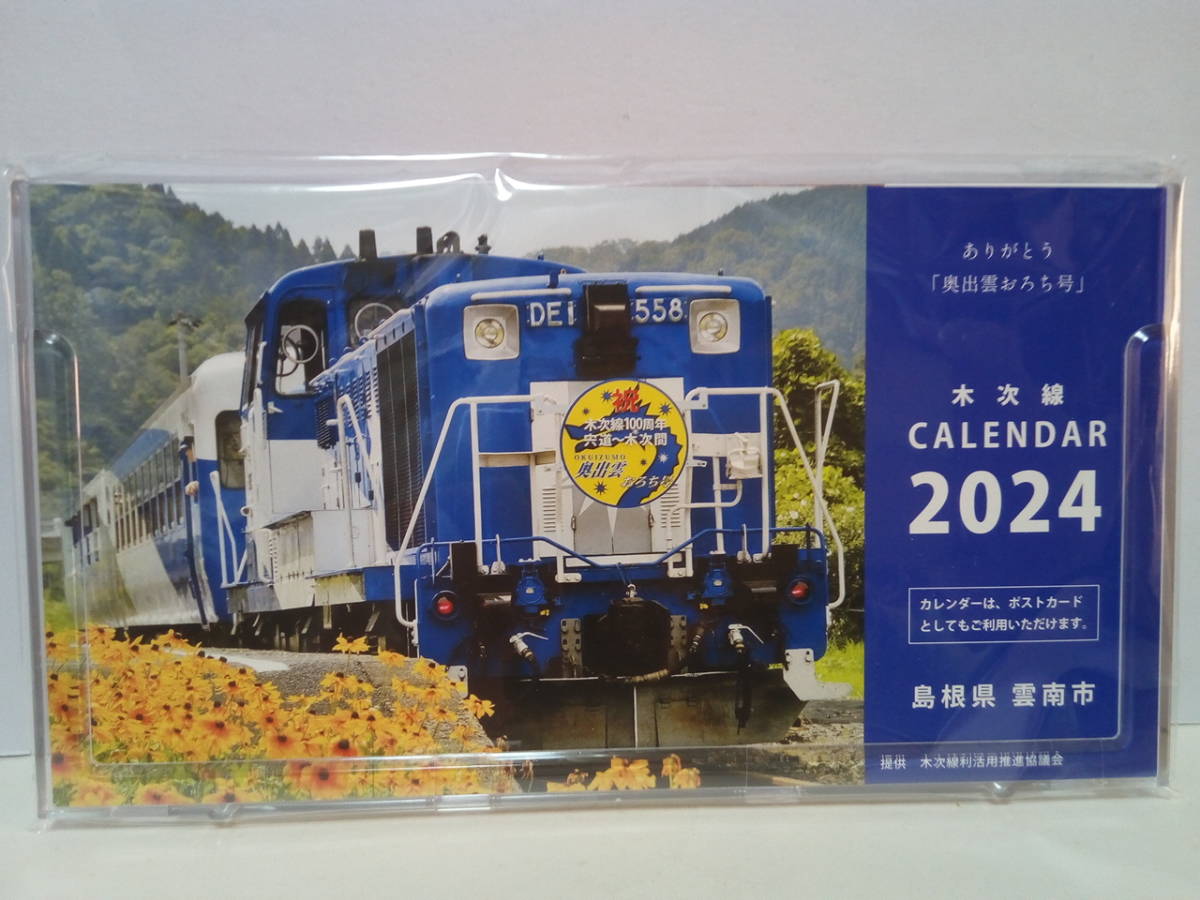 DE1 558
祝
木次線100周年
宍道～木次間
OKUIZUMO
奥出雲
おろち号
ありがとう
「奥出雲おろち号」
木次線
CALENDAR
2024
カレンダーは、ポストカード
としてもご利用いただけます。
島根県 雲南市
提供 木次線利活用推進協議会